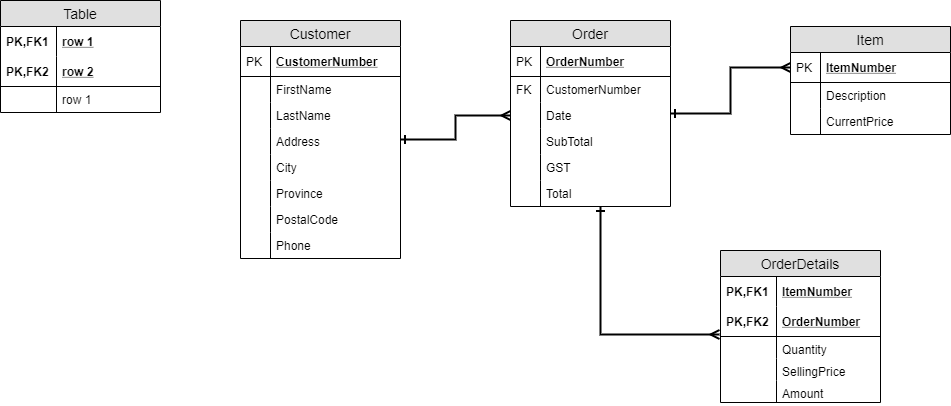 Table
PK,FK1 row 1
PK,FK2 row 2
row 1
Customer
PK CustomerNumber
FirstName
LastName
Address
City
Province
PostalCode
Phone
Order
PK OrderNumber
FK CustomerNumber
Date
SubTotal
GST
Total
Item
PK ItemNumber
Description
CurrentPrice
OrderDetails
PK,FK1 ItemNumber
PK,FK2 OrderNumber
Quantity
SellingPrice
Amount